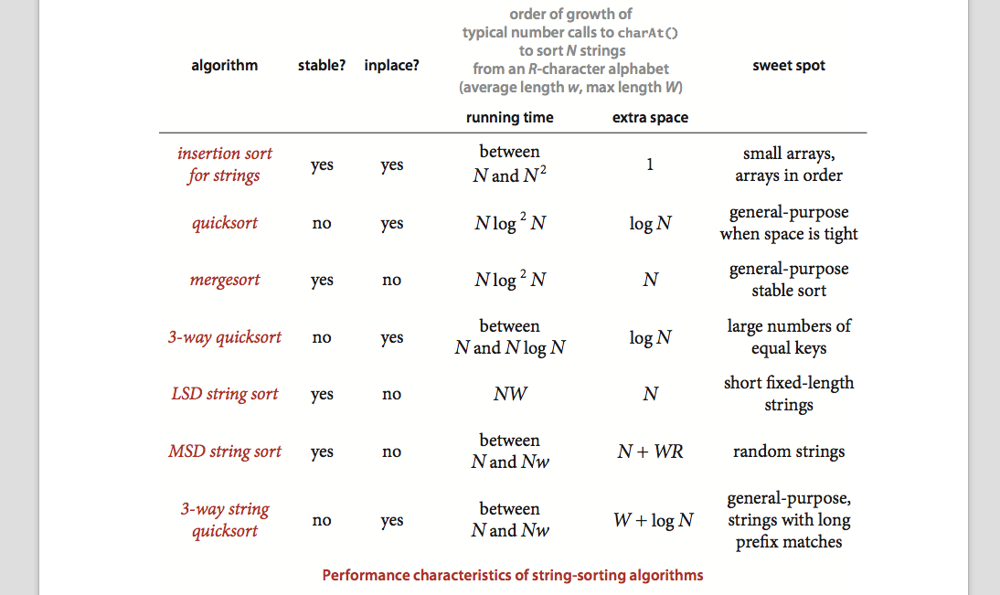 order of growth of
typical number calls to charAt()
to sort N strings
from an R-character alphabet
(average length w, max length W)
algorithm stable? inplace? sweet spot
running time extra space
insertion sort
for strings
yes yes
between
N and N²
1
small arrays,
arrays in order
quicksort no yes N log ² N log N
general-purpose
when space is tight
mergesort yes no N log ² N N
general-purpose
stable sort
3-way quicksort no yes
between
N and N log N
log N
large numbers of
equal keys
LSD string sort yes no NW N
short fixed-length
strings
MSD string sort yes no
between
N and Nw
N + WR random strings
3-way string
quicksort
no yes
between
N and Nw
W + log N
general-purpose,
strings with long
prefix matches
Performance characteristics of string-sorting algorithms